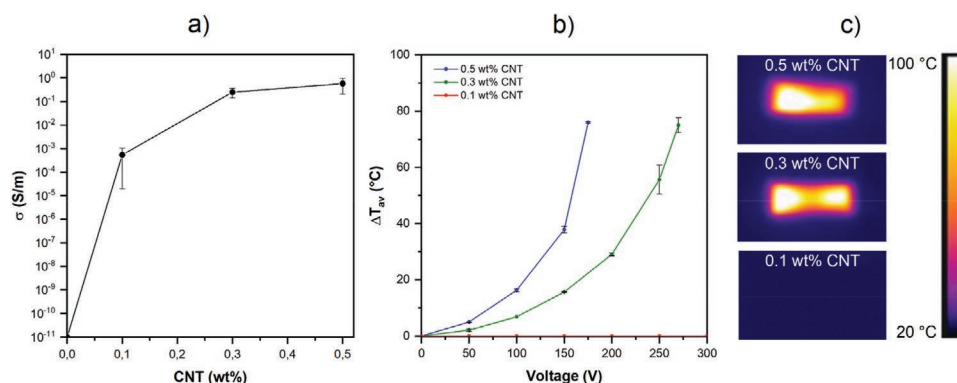 a)
10¹
10⁰
10⁻¹
10⁻²
10⁻³
10⁻⁴
10⁻⁵
10⁻⁶
10⁻⁷
10⁻⁸
10⁻⁹
10⁻¹⁰
10⁻¹¹
σ (S/m)
0,0 0,1 0,2 0,3 0,4 0,5
CNT (wt%)
b)
100
80
60
40
20
0
ΔTav (°C)
0.5 wt% CNT
0.3 wt% CNT
0.1 wt% CNT
0 50 100 150 200 250 300
Voltage (V)
c)
0.5 wt% CNT
0.3 wt% CNT
0.1 wt% CNT
100 °C
20 °C